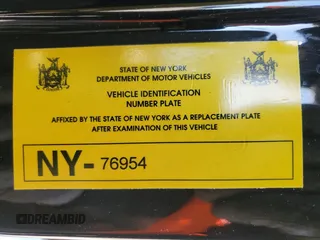 STATE OF NEW YORK
DEPARTMENT OF MOTOR VEHICLES
VEHICLE IDENTIFICATION
NUMBER PLATE
AFFIXED BY THE STATE OF NEW YORK AS A REPLACEMENT PLATE
AFTER EXAMINATION OF THIS VEHICLE
NY- 76954
DREAMBID